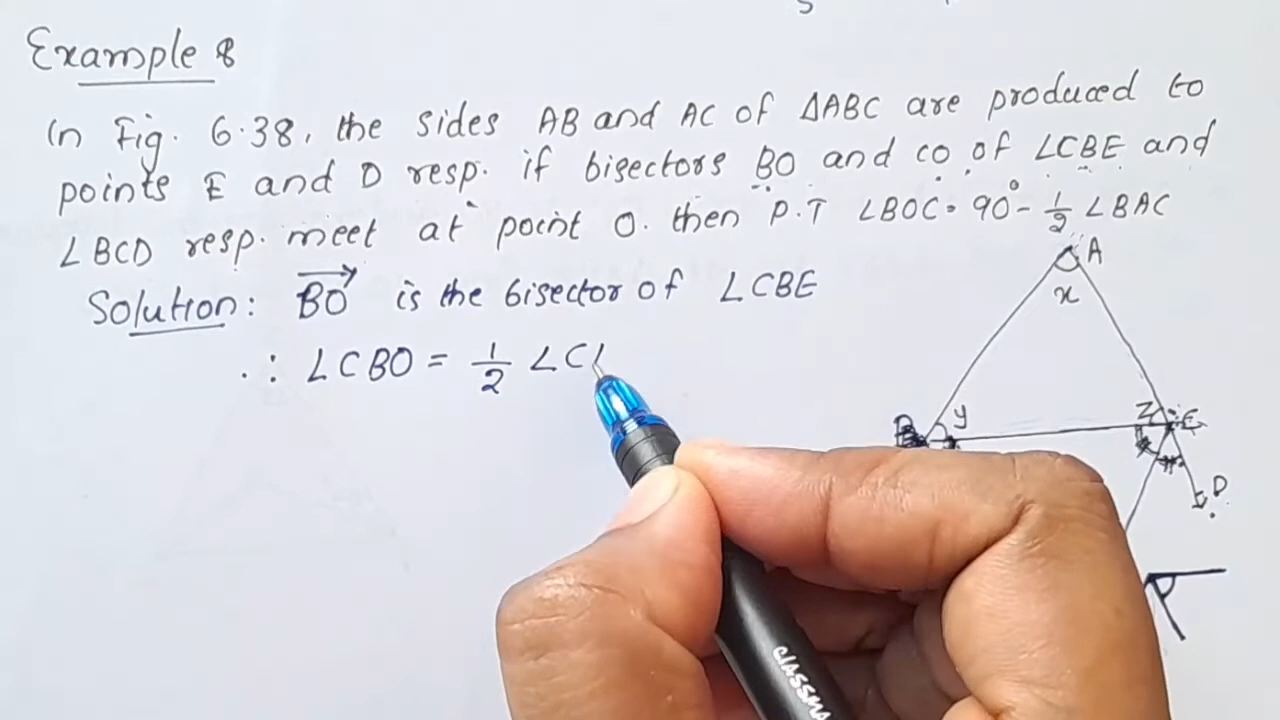 Example 8
In Fig. 6.38, the sides AB and AC of ΔABC are produced to
points E and D resp. if bisectors BO and CO of ∠CBE and
∠BCD resp. meet at point O. then P.T ∠BOC = 90° - 1/2 ∠BAC
Solution: BO is the bisector of ∠CBE
∴ ∠CBO = 1/2 ∠C
A
x
B
y
Z
C
D
classma